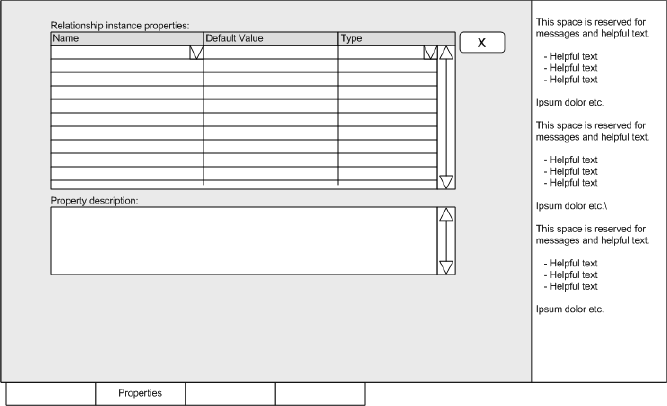 Relationship instance properties:
Name Default Value Type
X
Property description:
This space is reserved for
messages and helpful text.
- Helpful text
- Helpful text
- Helpful text
Ipsum dolor etc.
This space is reserved for
messages and helpful text.
- Helpful text
- Helpful text
- Helpful text
Ipsum dolor etc.\
This space is reserved for
messages and helpful text.
- Helpful text
- Helpful text
- Helpful text
Ipsum dolor etc.
Properties